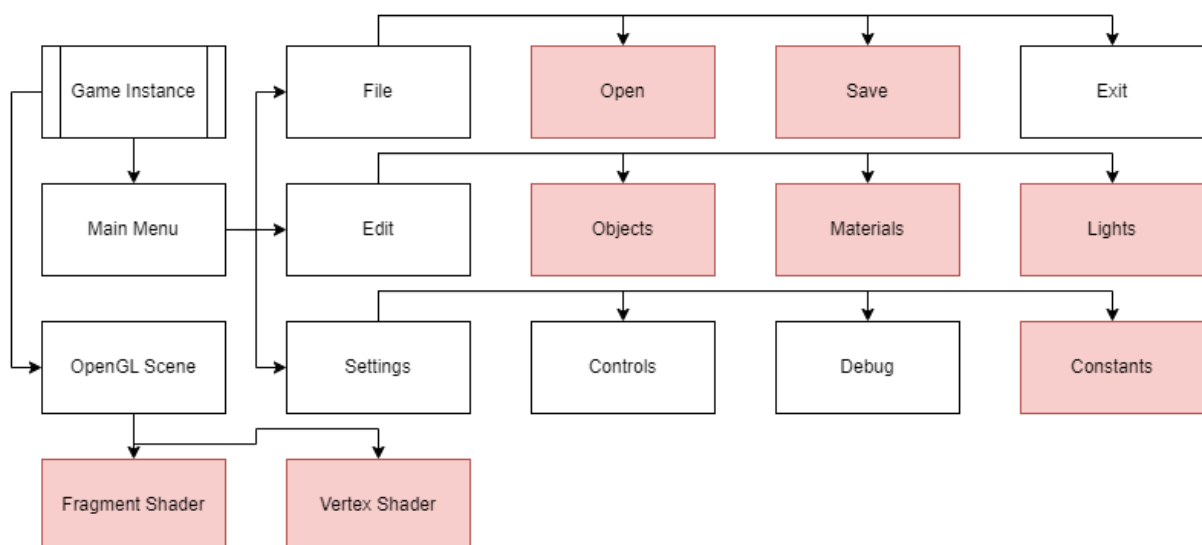 Game Instance
File
Open
Save
Exit
Main Menu
Edit
Objects
Materials
Lights
OpenGL Scene
Settings
Controls
Debug
Constants
Fragment Shader
Vertex Shader